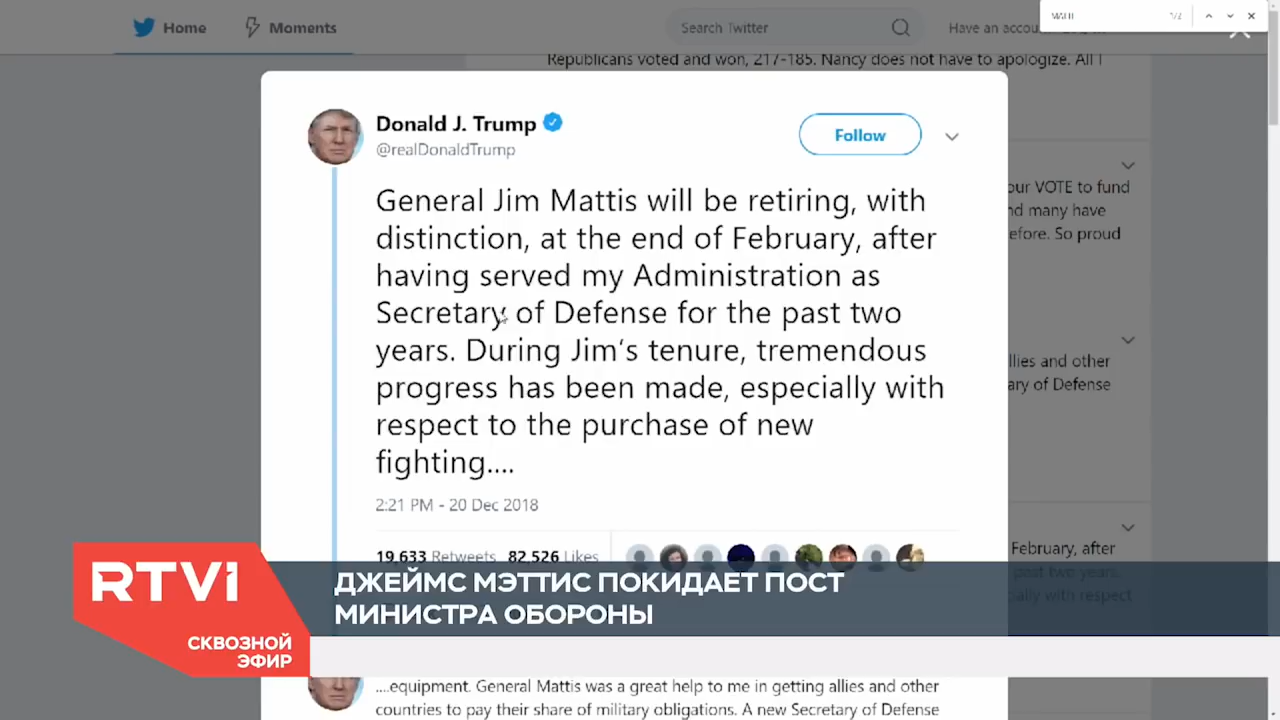 Home
Moments
Search Twitter
Have an accou
1/2
Republicans voted and won, 217-185. Nancy does not have to apologize. All I
Donald J. Trump
@realDonaldTrump
Follow
General Jim Mattis will be retiring, with
distinction, at the end of February, after
having served my Administration as
Secretary of Defense for the past two
years. During Jim's tenure, tremendous
progress has been made, especially with
respect to the purchase of new
fighting....
2:21 PM - 20 Dec 2018
19,633 Retweets 82,526 Likes
our VOTE to fund
nd many have
efore. So proud
llies and other
ary of Defense
February, after
past two years.
ially with respect
RTVi
СКВОЗНОЙ
ЭФИР
ДЖЕЙМС МЭТТИС ПОКИДАЕТ ПОСТ
МИНИСТРА ОБОРОНЫ
....equipment. General Mattis was a great help to me in getting allies and other
countries to pay their share of military obligations. A new Secretary of Defense